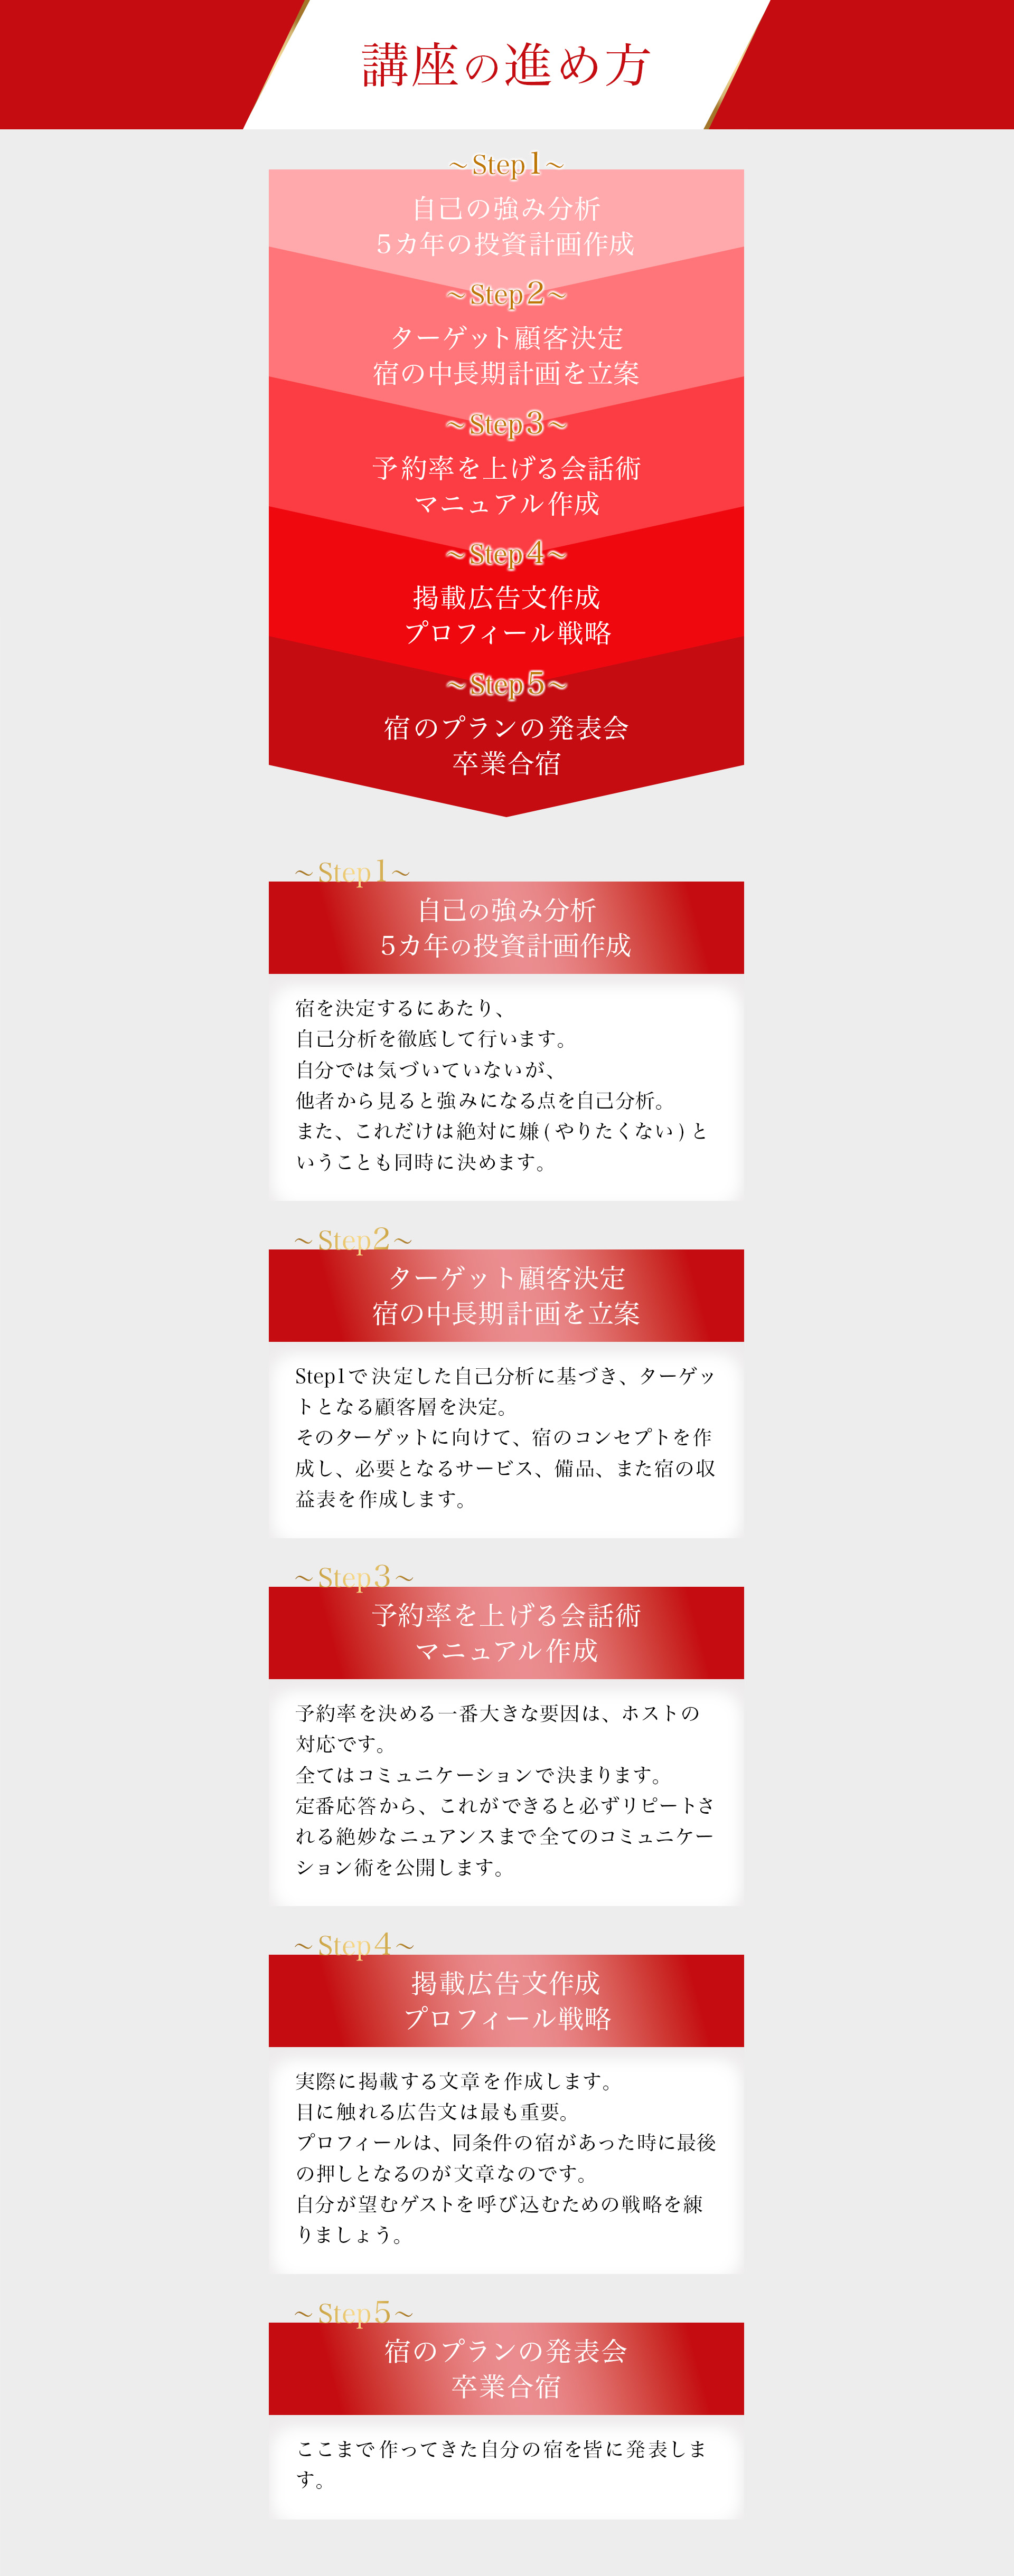 講座の進め方
～Step1～
自己の強み分析
5カ年の投資計画作成
～Step2～
ターゲット顧客決定
宿の中長期計画を立案
～Step3～
予約率を上げる会話術
マニュアル作成
～Step4～
掲載広告文作成
プロフィール戦略
～Step5～
宿のプランの発表会
卒業合宿
～Step1～
自己の強み分析
5カ年の投資計画作成
宿を決定するにあたり、
自己分析を徹底して行います。
自分では気づいていないが、
他者から見ると強みになる点を自己分析。
また、これだけは絶対に嫌(やりたくない)と
いうことも同時に決めます。
～Step2～
ターゲット顧客決定
宿の中長期計画を立案
Step1で決定した自己分析に基づき、ターゲッ
トとなる顧客層を決定。
そのターゲットに向けて、宿のコンセプトを作
成し、必要となるサービス、備品、また宿の収
益表を作成します。
～Step3～
予約率を上げる会話術
マニュアル作成
予約率を決める一番大きな要因は、ホストの
対応です。
全てはコミュニケーションで決まります。
定番応答から、これができると必ずリピートさ
れる絶妙なニュアンスまで全てのコミュニケー
ション術を公開します。
～Step4～
掲載広告文作成
プロフィール戦略
実際に掲載する文章を作成します。
目に触れる広告文は最も重要。
プロフィールは、同条件の宿があった時に最後
の押しとなるのが文章なのです。
自分が望むゲストを呼び込むための戦略を練
りましょう。
～Step5～
宿のプランの発表会
卒業合宿
ここまで作ってきた自分の宿を皆に発表しま
す。